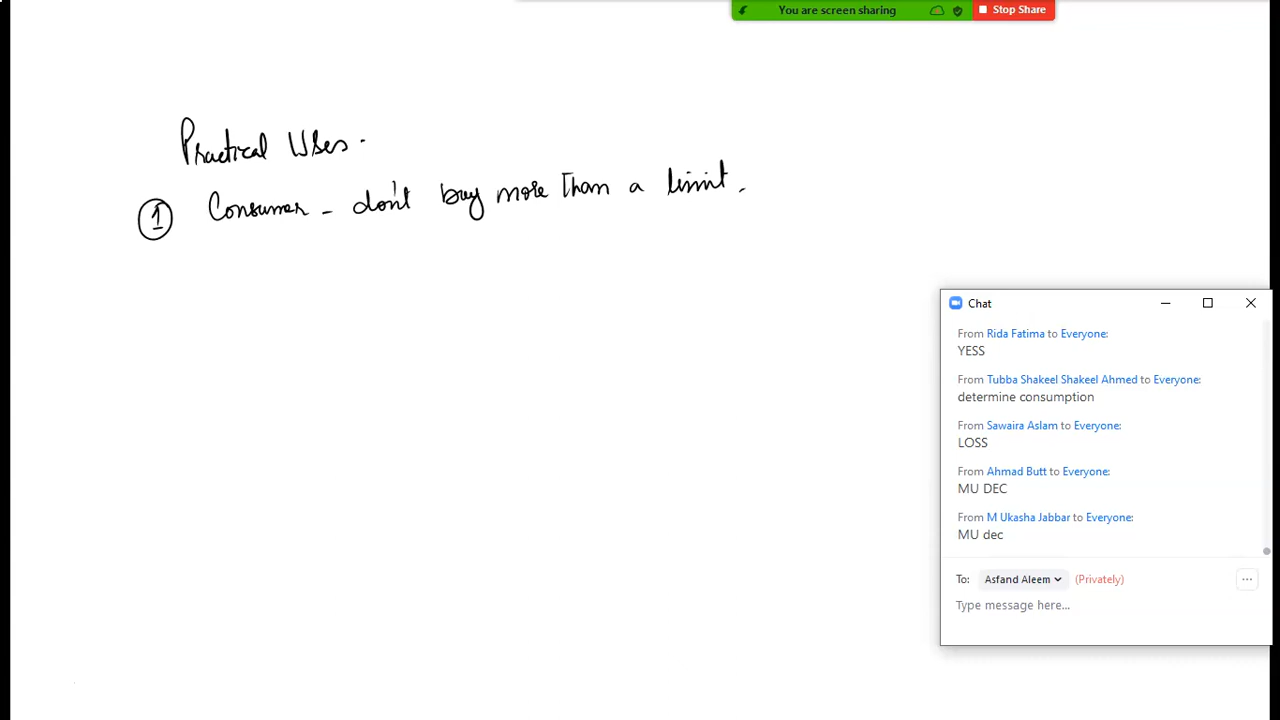 You are screen sharing
Stop Share
Practical Uses.
① Consumer - don't buy more than a limit.
Chat
From Rida Fatima to Everyone:
YESS
From Tubba Shakeel Shakeel Ahmed to Everyone:
determine consumption
From Sawaira Aslam to Everyone:
LOSS
From Ahmad Butt to Everyone:
MU DEC
From M Ukasha Jabbar to Everyone:
MU dec
To: Asfand Aleem (Privately)
Type message here...